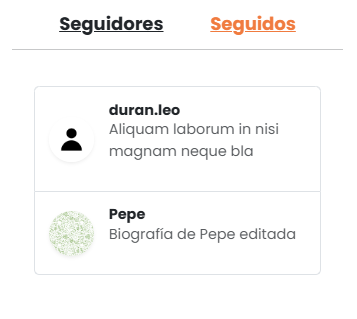 Seguidores Seguidos
duran.leo
Aliquam laborum in nisi
magnam neque bla
Pepe
Biografía de Pepe editada